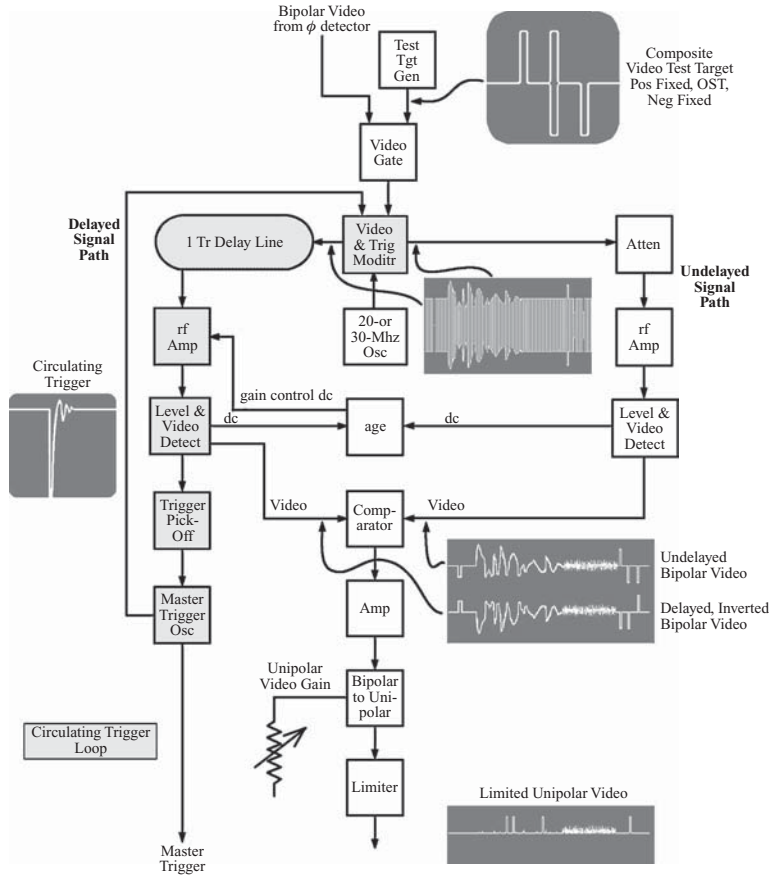 Bipolar Video
from ϕ detector
Test
Tgt
Gen
Composite
Video Test Target
Pos Fixed, OST,
Neg Fixed
Video
Gate
Delayed
Signal
Path
1 Tr Delay Line
Video
& Trig
Moditr
Atten
Undelayed
Signal
Path
rf
Amp
20-or
30-Mhz
Osc
rf
Amp
Circulating
Trigger
gain control dc
Level &
Video
Detect
dc
age
dc
Level &
Video
Detect
Trigger
Pick-
Off
Video
Comp-
arator
Video
Undelayed
Bipolar Video
Master
Trigger
Osc
Amp
Delayed, Inverted
Bipolar Video
Unipolar
Video Gain
Bipolar
to Uni-
polar
Circulating Trigger
Loop
Limiter
Limited Unipolar Video
Master
Trigger